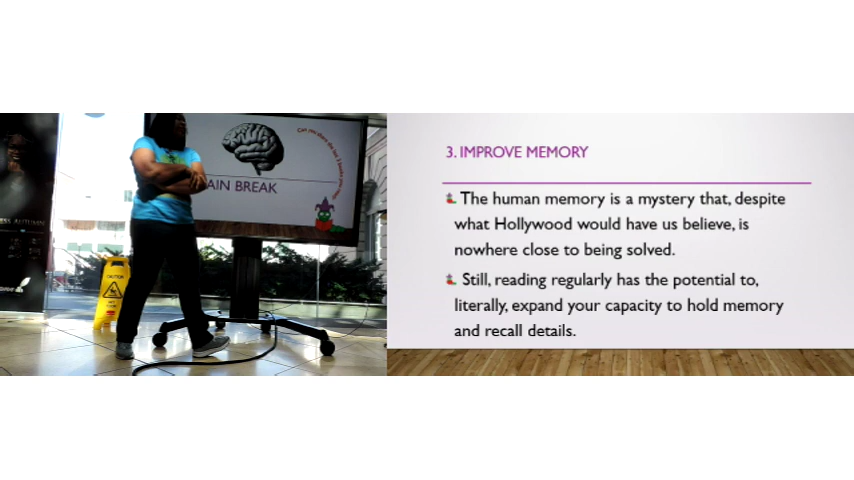 AIN BREAK
CAUTION
3. IMPROVE MEMORY
The human memory is a mystery that, despite
what Hollywood would have us believe, is
nowhere close to being solved.
Still, reading regularly has the potential to,
literally, expand your capacity to hold memory
and recall details.